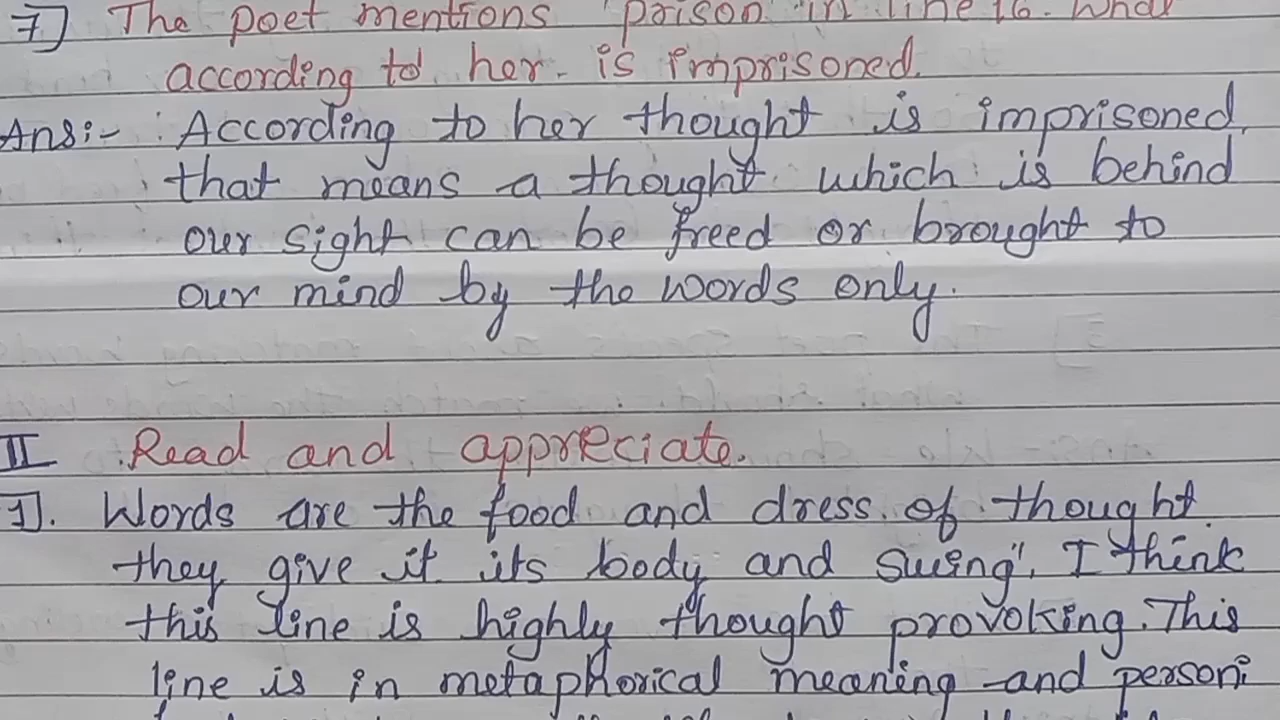 7] The poet mentions prison in line 16. What
according to her. is imprisoned.
Ans:- According to her thought is imprisoned,
that means a thought which is behind
our sight can be freed or brought to
our mind by the words only.
II Read and appreciate.
1]. Words are the food and dress of thought.
they give it its body and swing". I think
this line is highly thought provoking. This
line is in metaphorical meaning and personi